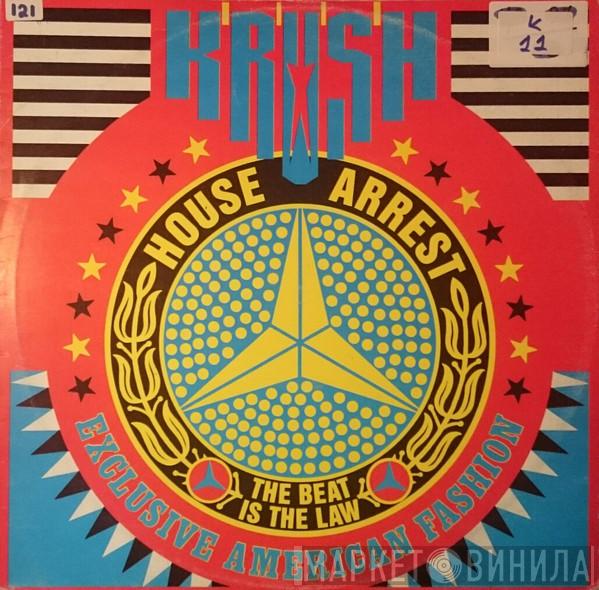 121
KRUSH
K
11
HOUSE ARREST
THE BEAT
IS THE LAW
EXCLUSIVE AMERICAN FASHION
МАРКЕТ ВИНИЛА